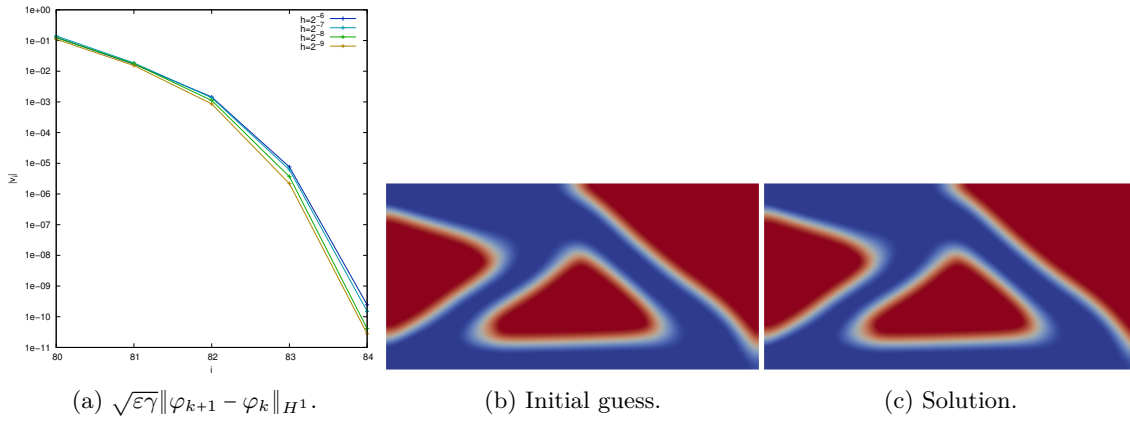 1e+00
1e-01
1e-02
1e-03
1e-04
1e-05
1e-06
1e-07
1e-08
1e-09
1e-10
1e-11
|v_i|
80 81 82 83 84
i
h=2^{-6}
h=2^{-7}
h=2^{-8}
h=2^{-9}
(a) √εγ‖φ_{k+1} − φ_k‖_{H^1}.
(b) Initial guess.
(c) Solution.